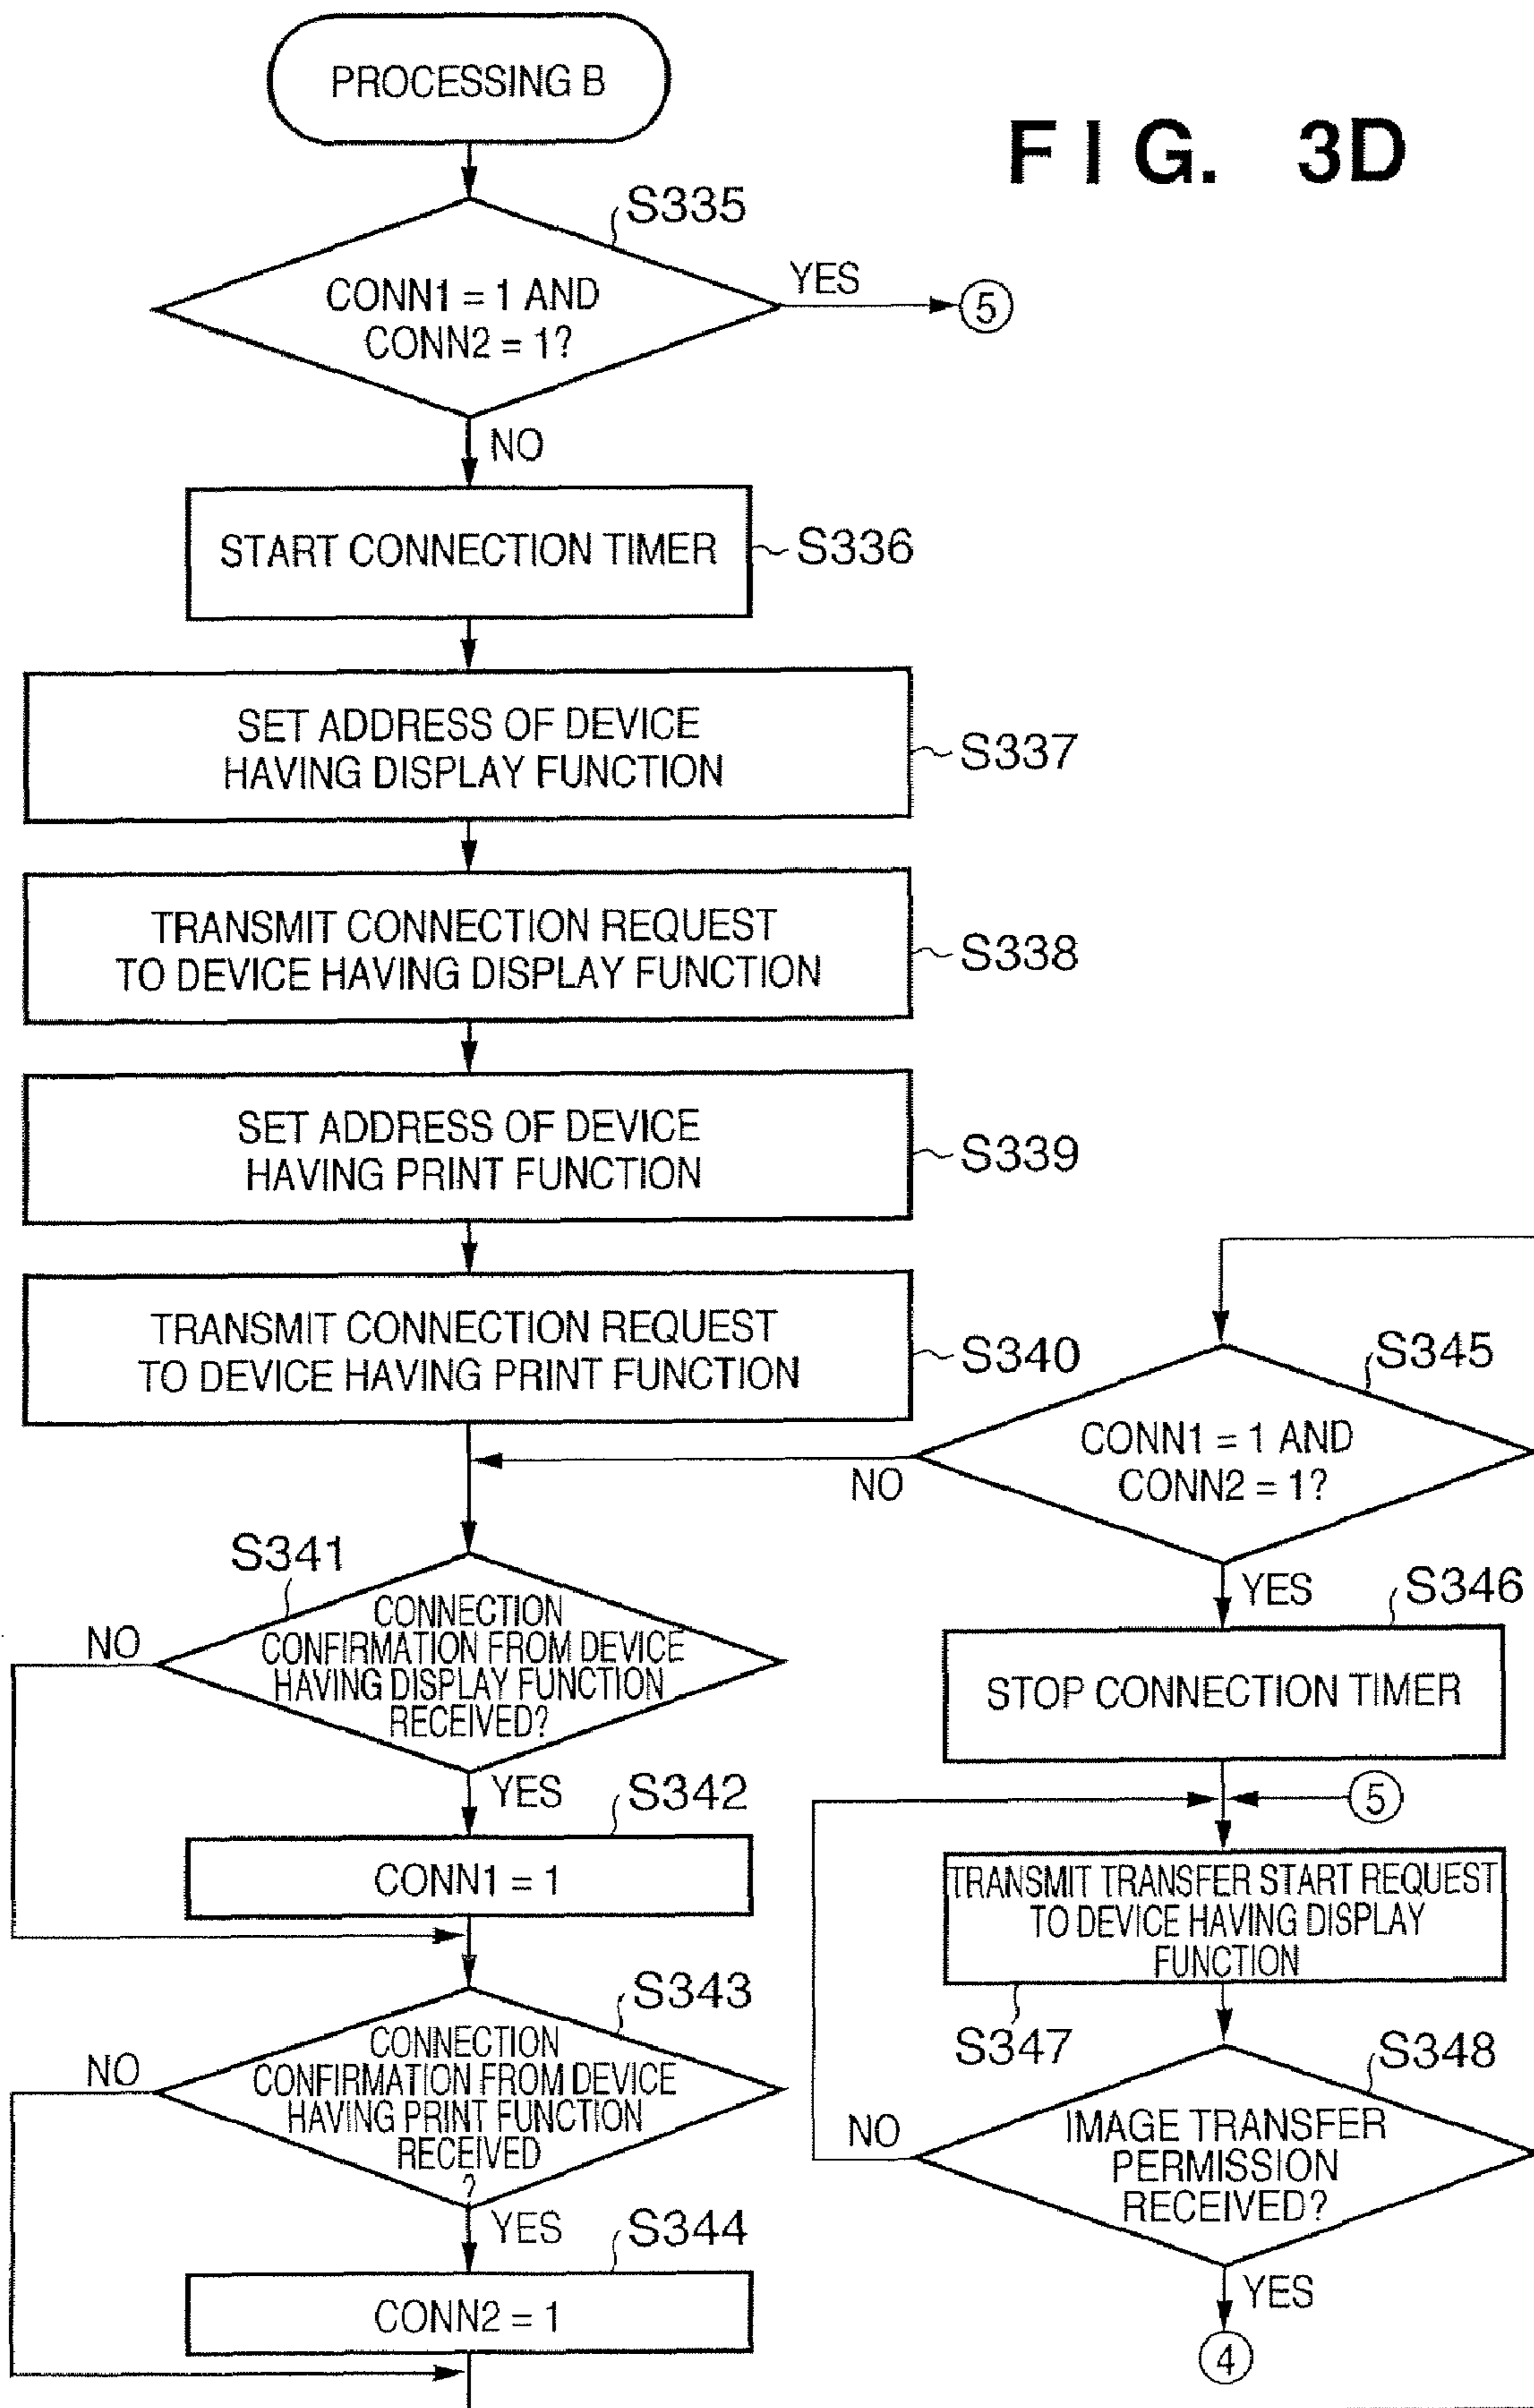 PROCESSING B
FIG. 3D
S335
CONN1 = 1 AND
CONN2 = 1?
YES
5
NO
START CONNECTION TIMER
S336
SET ADDRESS OF DEVICE
HAVING DISPLAY FUNCTION
S337
TRANSMIT CONNECTION REQUEST
TO DEVICE HAVING DISPLAY FUNCTION
S338
SET ADDRESS OF DEVICE
HAVING PRINT FUNCTION
S339
TRANSMIT CONNECTION REQUEST
TO DEVICE HAVING PRINT FUNCTION
S340
S341
CONNECTION
CONFIRMATION FROM DEVICE
HAVING DISPLAY FUNCTION
RECEIVED?
NO
YES
S342
CONN1 = 1
S343
CONNECTION
CONFIRMATION FROM DEVICE
HAVING PRINT FUNCTION
RECEIVED
?
NO
YES
S344
CONN2 = 1
S345
CONN1 = 1 AND
CONN2 = 1?
NO
YES
S346
STOP CONNECTION TIMER
5
TRANSMIT TRANSFER START REQUEST
TO DEVICE HAVING DISPLAY
FUNCTION
S347
S348
IMAGE TRANSFER
PERMISSION
RECEIVED?
NO
YES
4